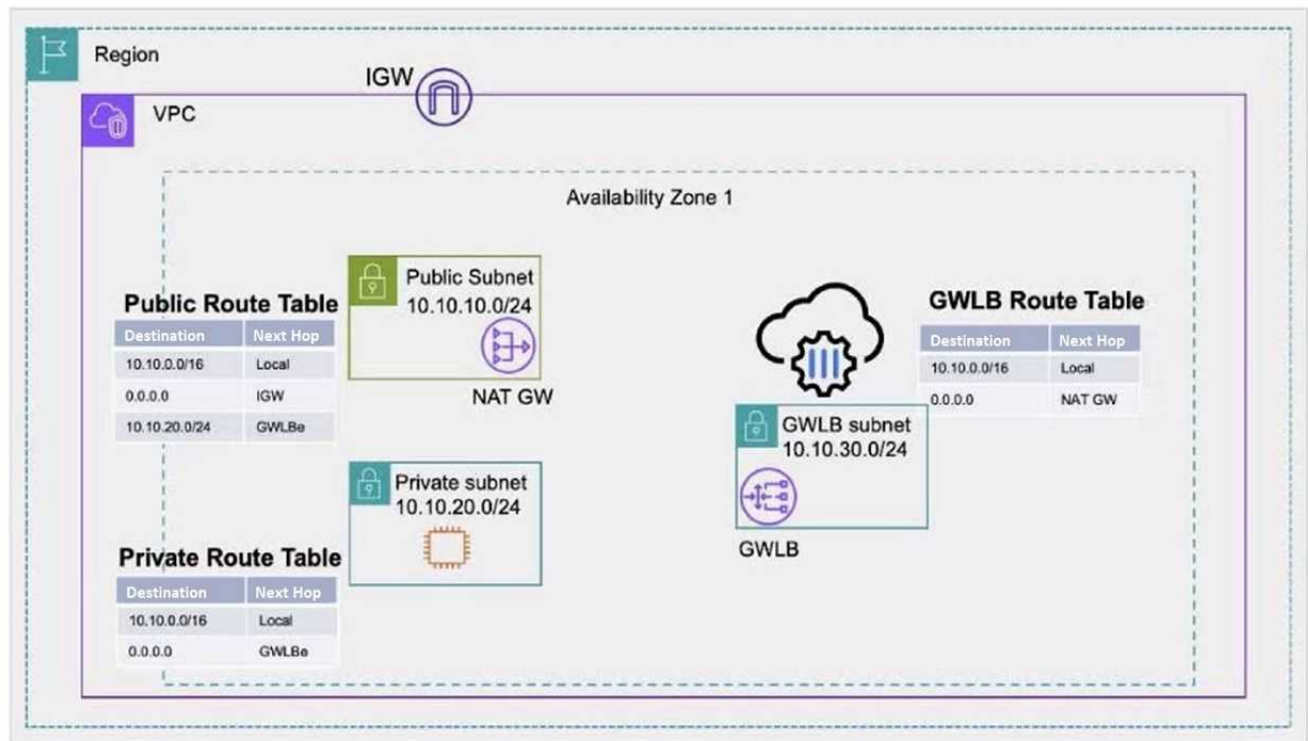 Region
IGW
VPC
Availability Zone 1
Public Subnet
10.10.10.0/24
NAT GW
Public Route Table
Destination Next Hop
10.10.0.0/16 Local
0.0.0.0 IGW
10.10.20.0/24 GWLBe
GWLB Route Table
Destination Next Hop
10.10.0.0/16 Local
0.0.0.0 NAT GW
GWLB subnet
10.10.30.0/24
GWLB
Private subnet
10.10.20.0/24
Private Route Table
Destination Next Hop
10.10.0.0/16 Local
0.0.0.0 GWLBe